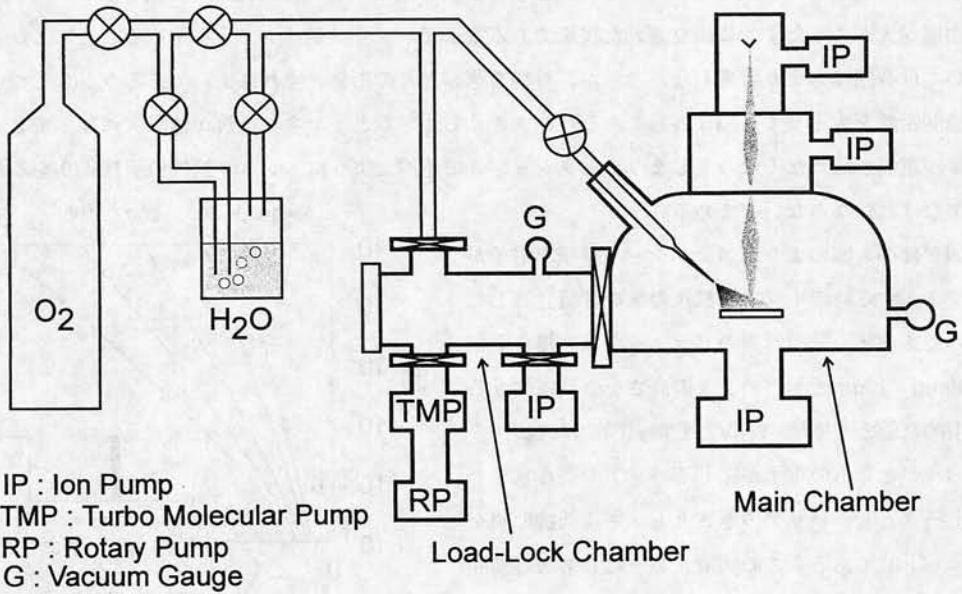 IP
IP
G
O2
H2O
G
TMP
IP
IP
RP
Main Chamber
Load-Lock Chamber
IP : Ion Pump
TMP : Turbo Molecular Pump
RP : Rotary Pump
G : Vacuum Gauge